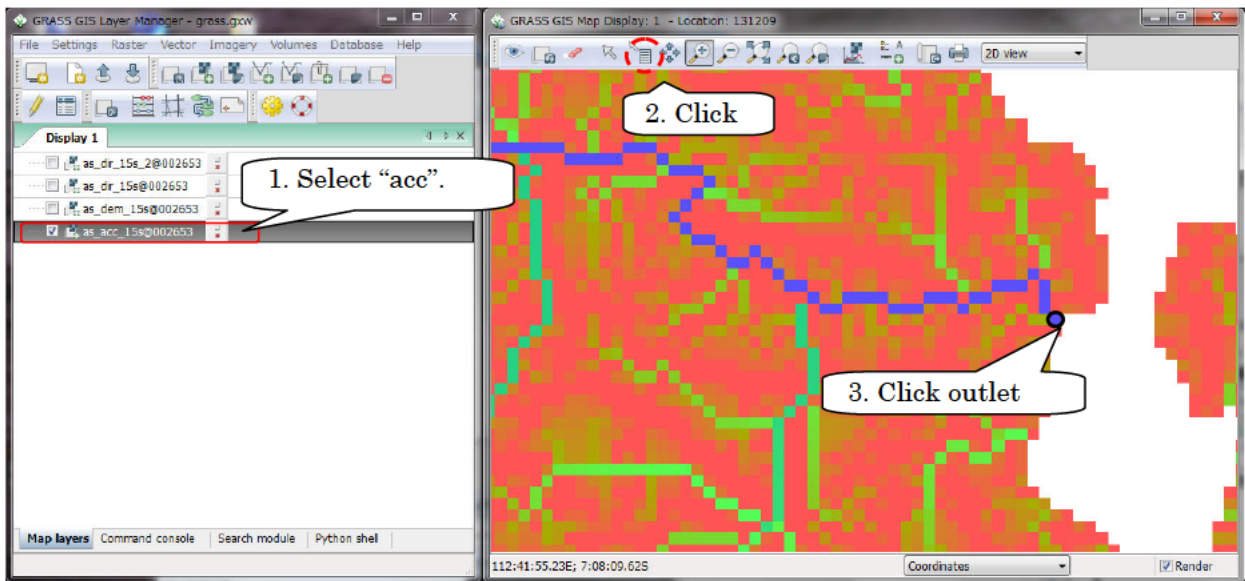 GRASS GIS Layer Manager - grass.gxw
File Settings Raster Vector Imagery Volumes Database Help
Display 1
as_dir_15s_2@002653
as_dir_15s@002653
as_dem_15s@002653
as_acc_15s@002653
1. Select “acc”.
Map layers Command console Search module Python shell
GRASS GIS Map Display: 1 - Location: 131209
2D view
2. Click
3. Click outlet
112:41:55.23E; 7:08:09.62S
Coordinates
Render